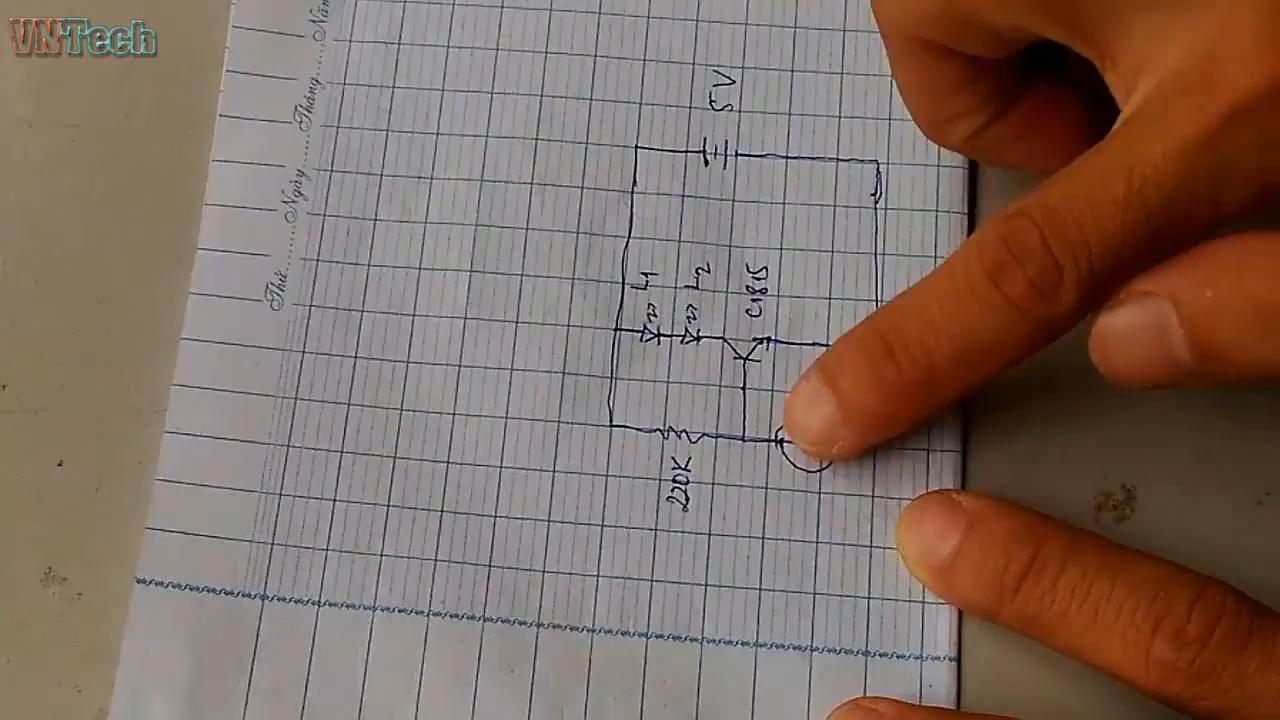 VNTech
Thứ......Ngày......Tháng......Năm
5V
L1
L2
C1815
220K